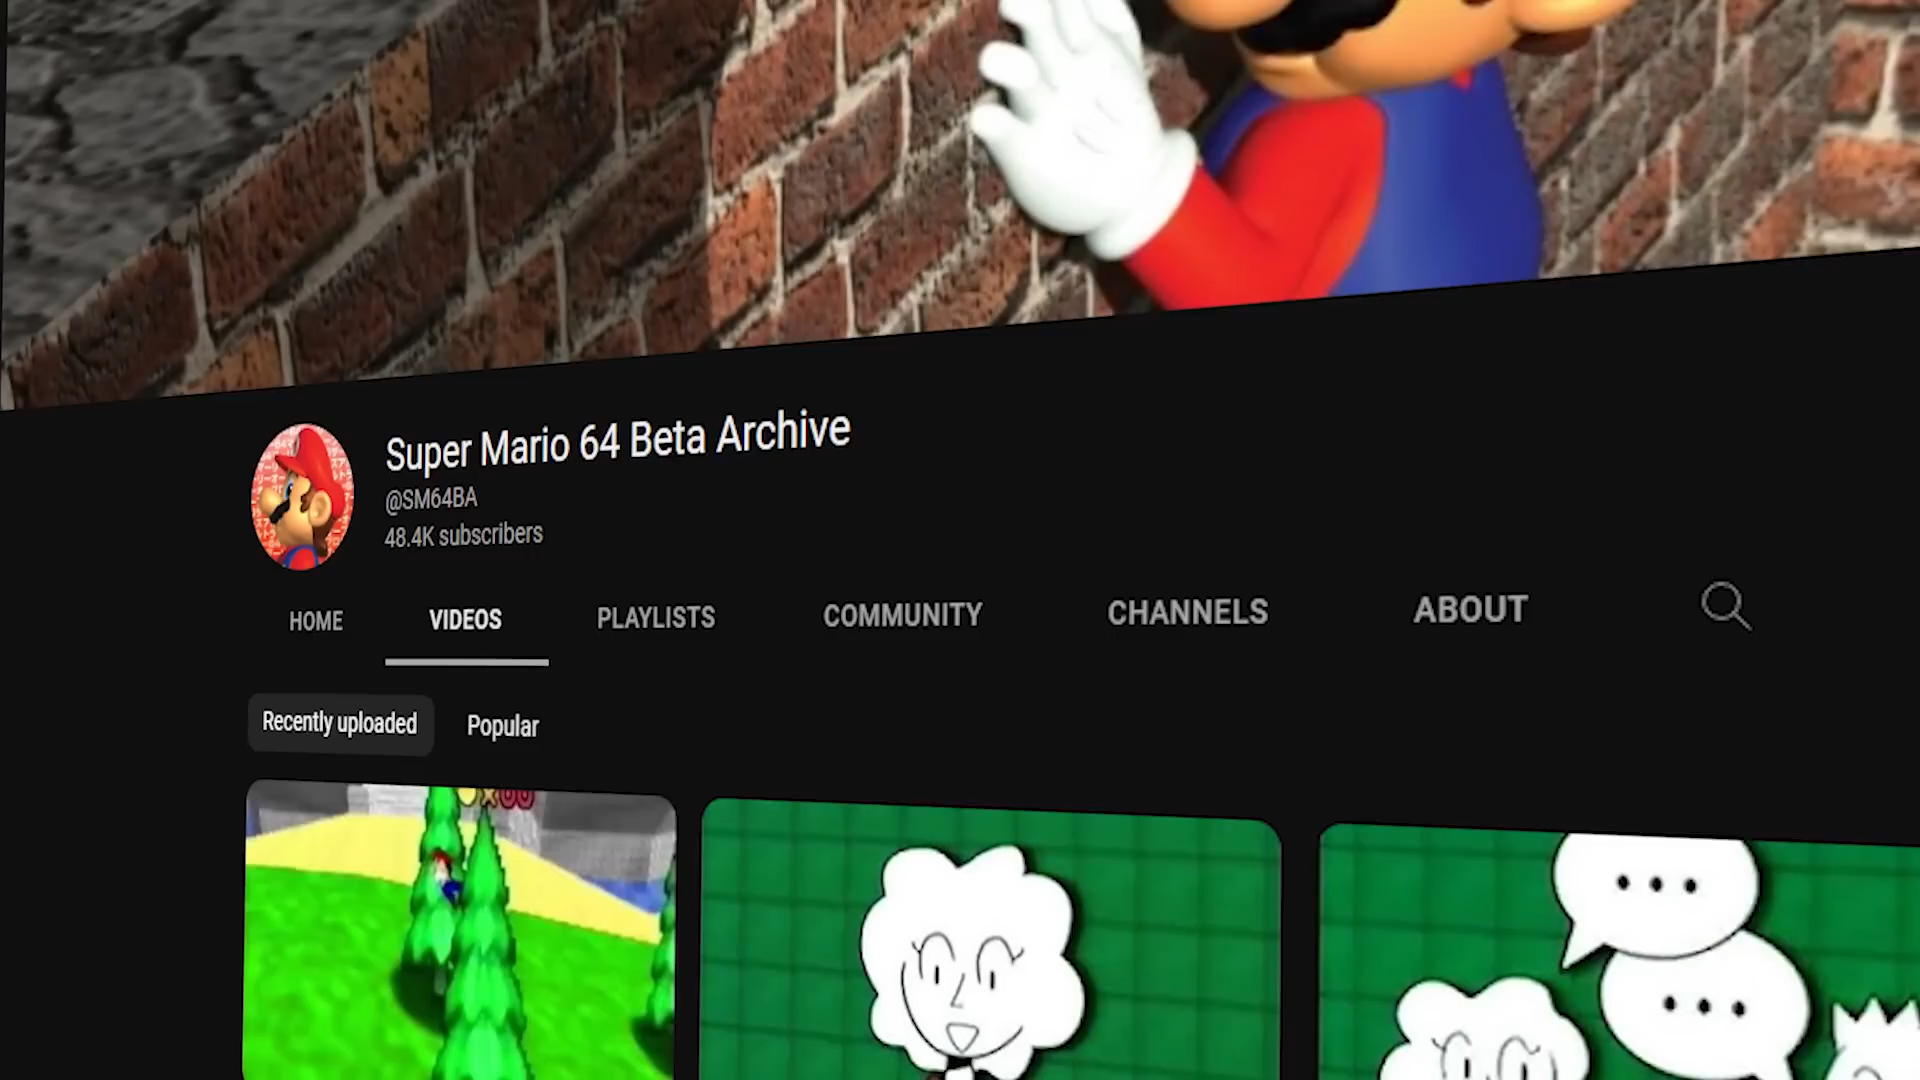 Super Mario 64 Beta Archive
@SM64BA
48.4K subscribers
HOME VIDEOS PLAYLISTS COMMUNITY CHANNELS ABOUT
Recently uploaded Popular